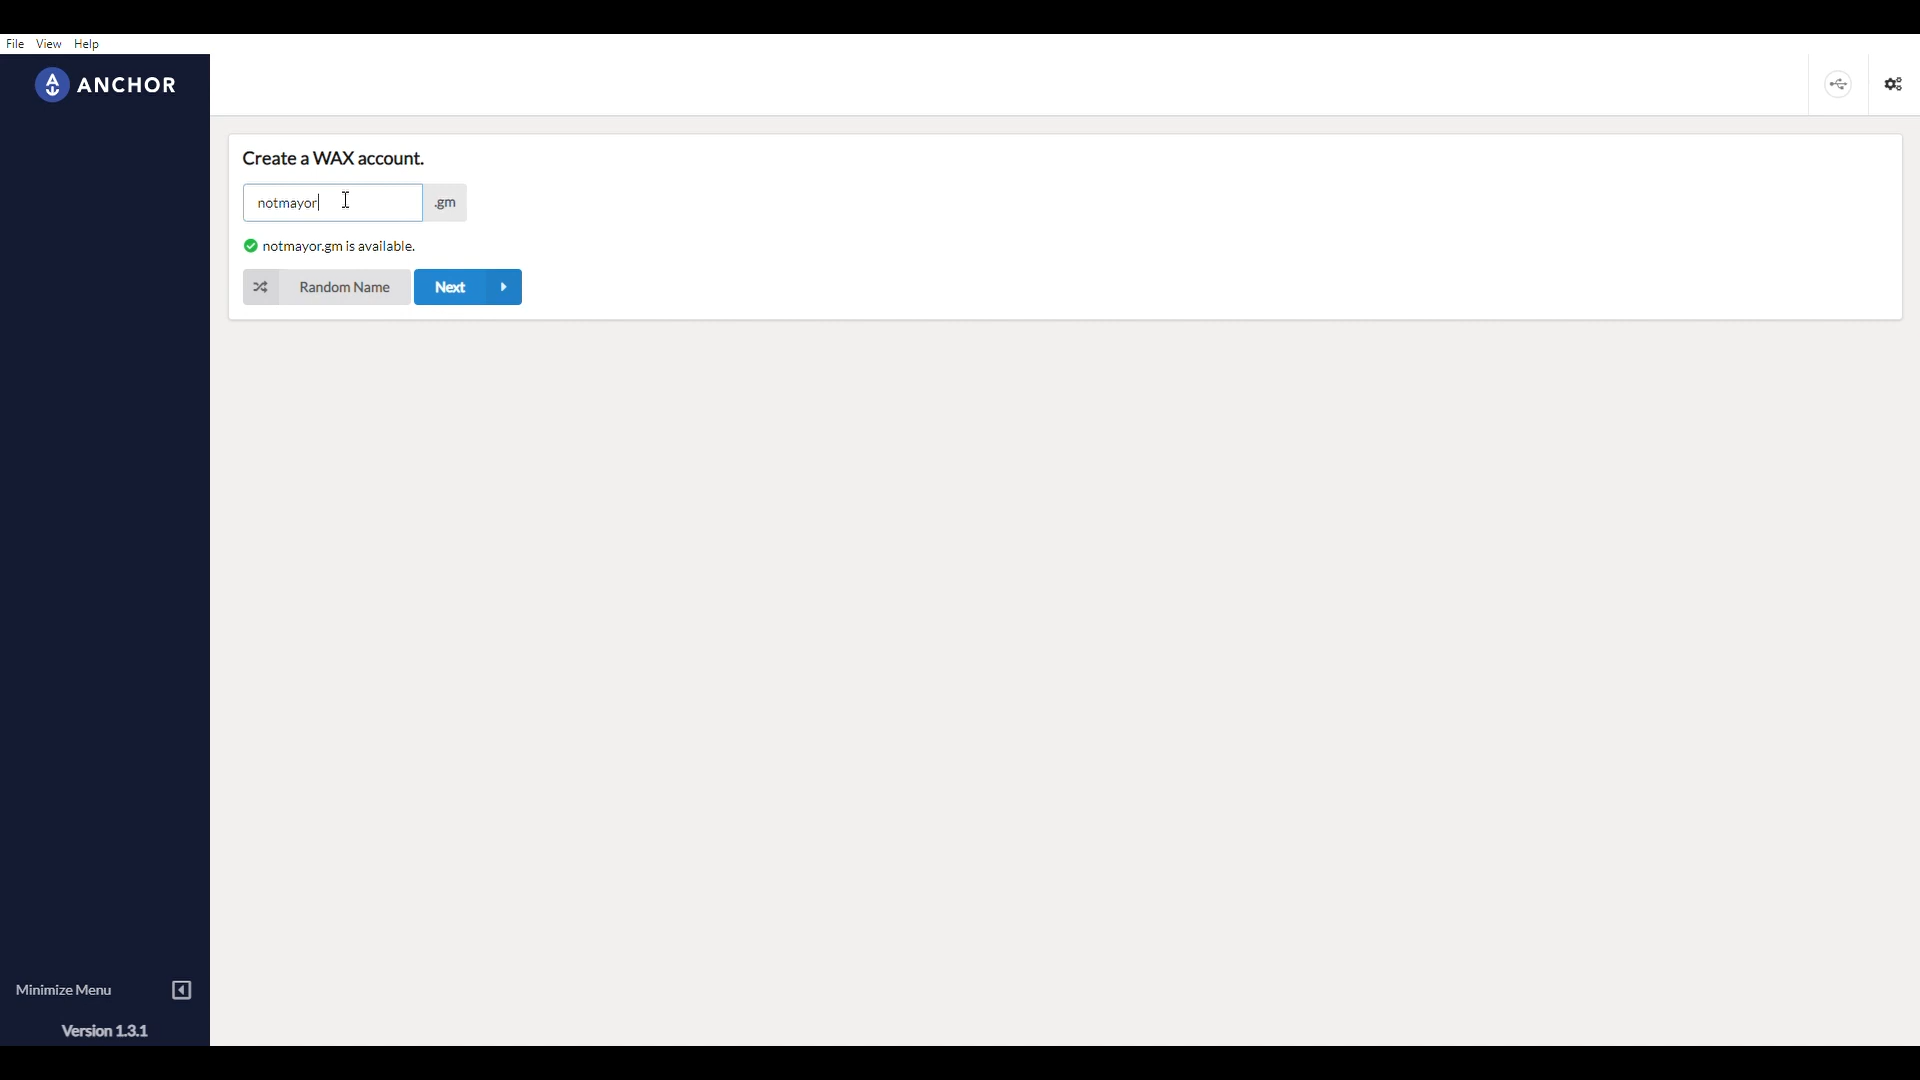 File View Help
ANCHOR
Create a WAX account.
notmayor .gm
notmayor.gm is available.
Random Name Next
Minimize Menu
Version 1.3.1